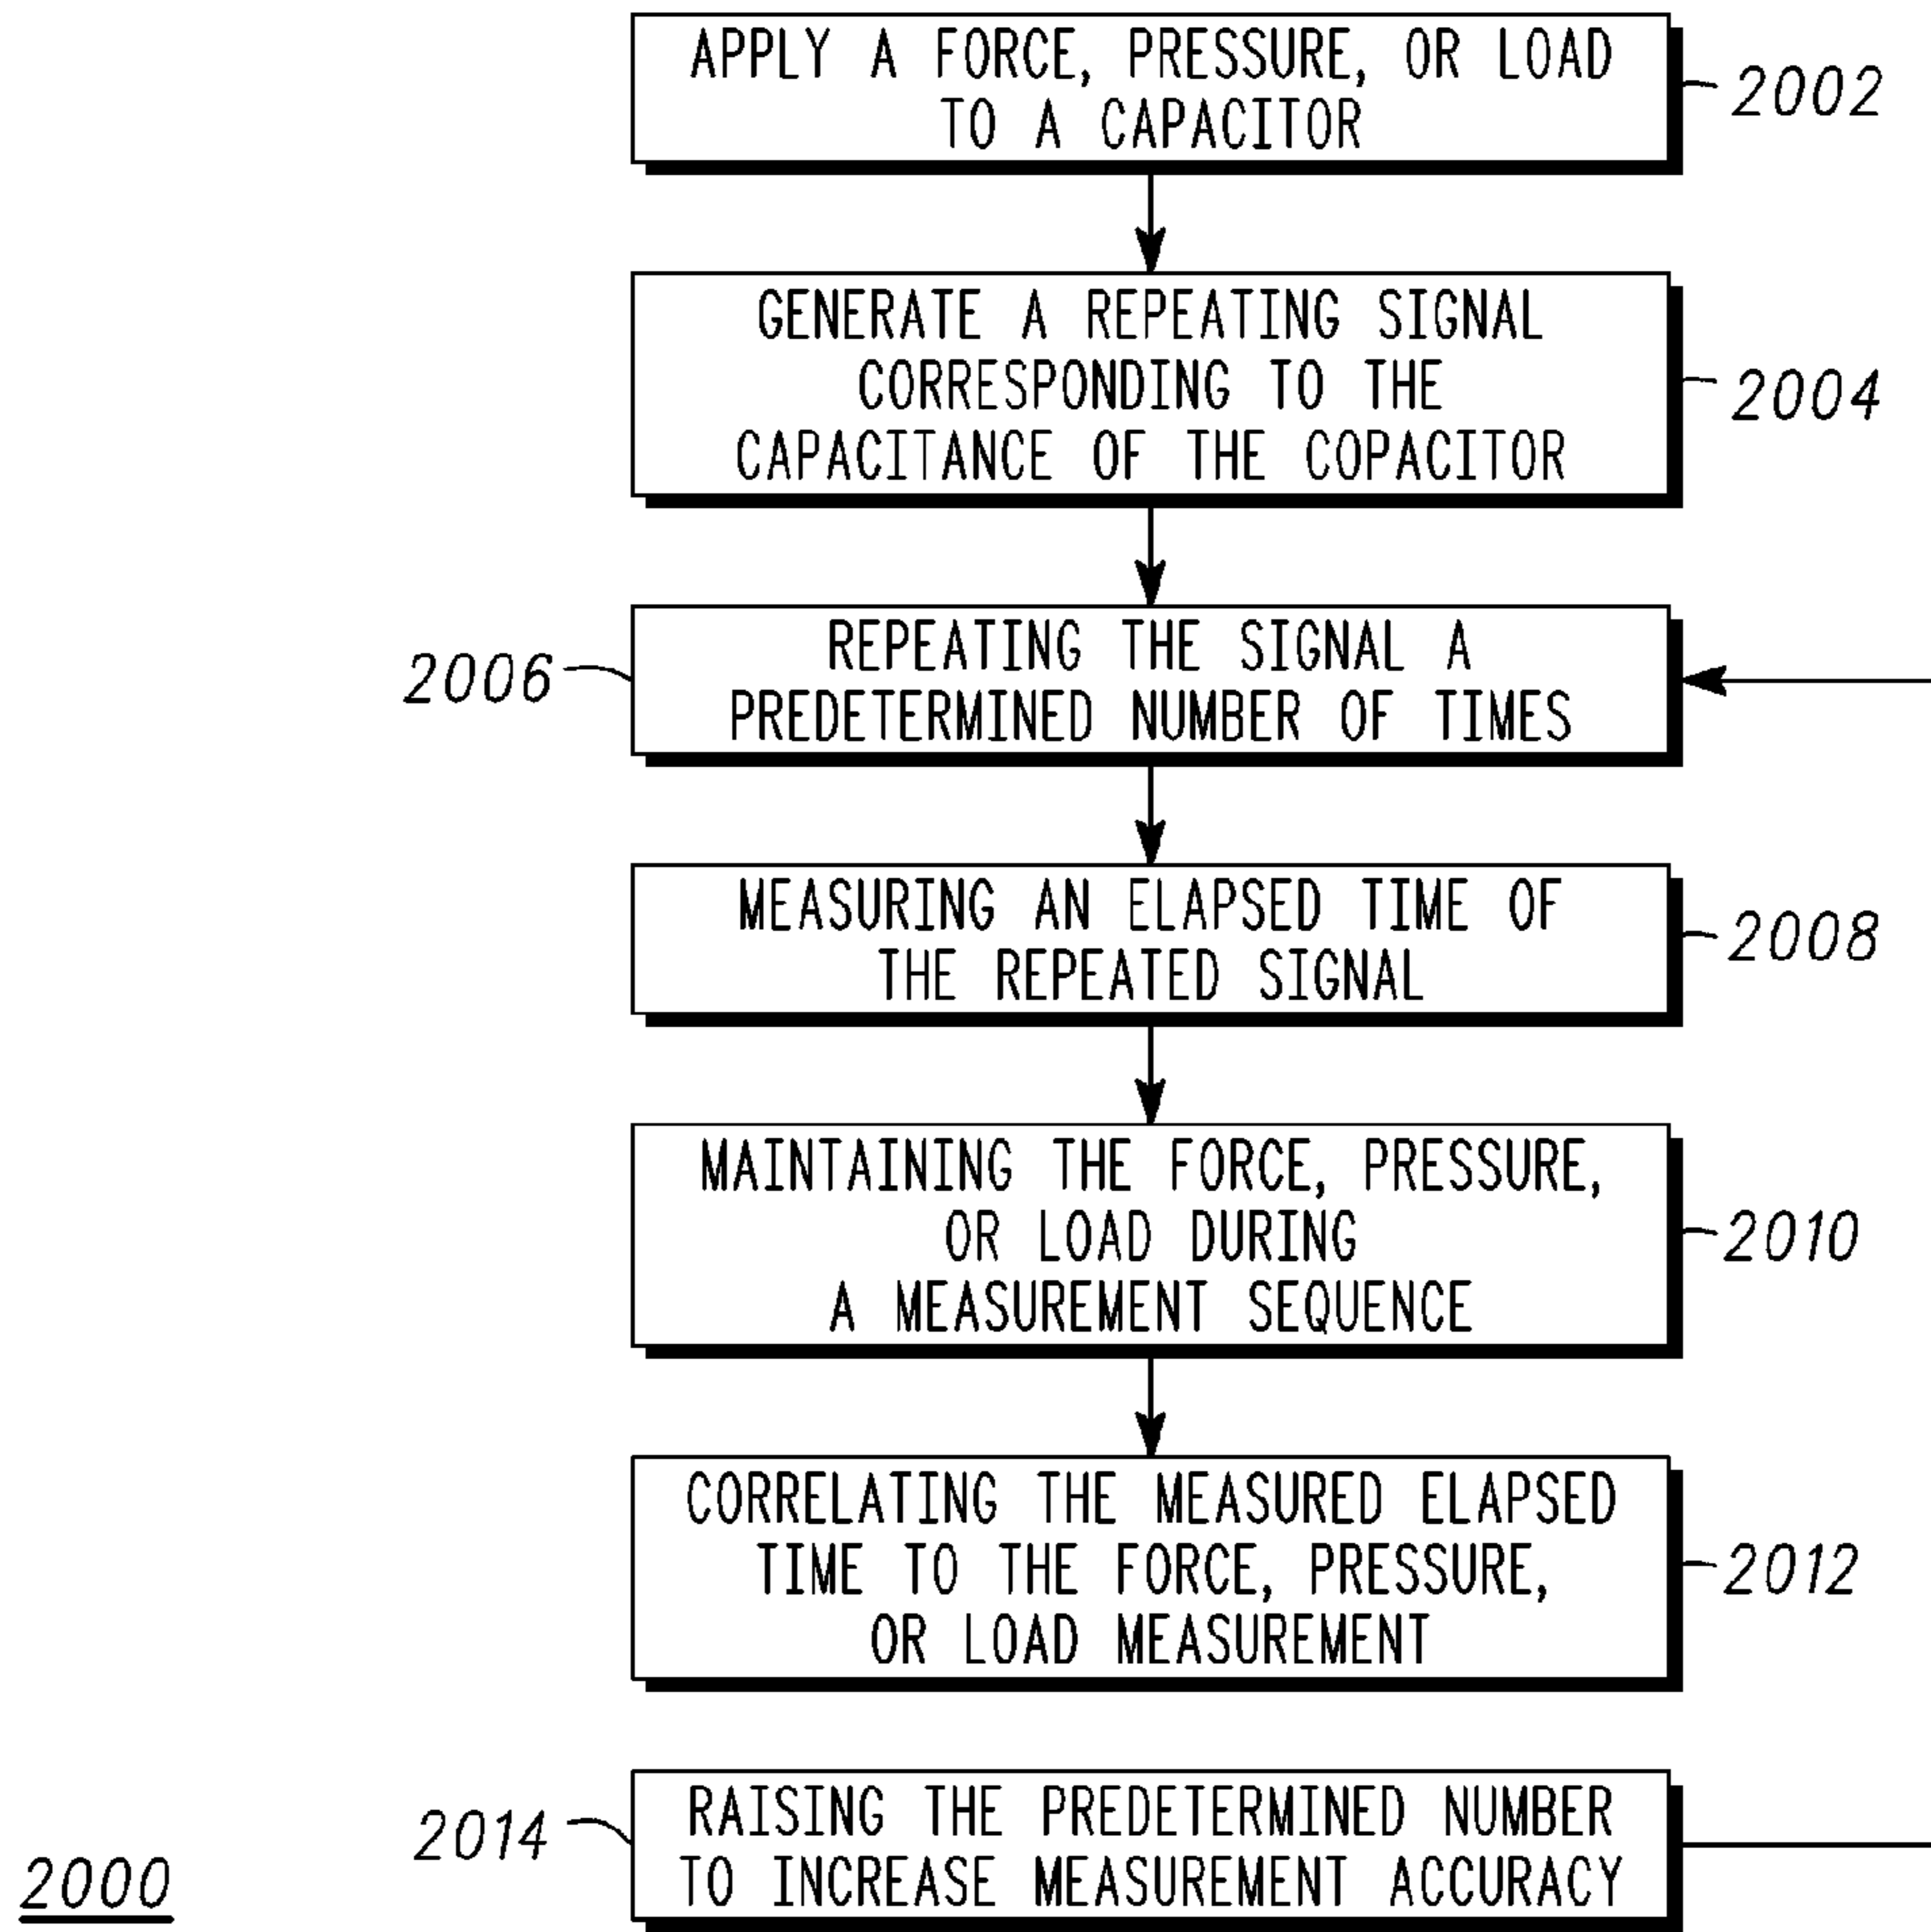 APPLY A FORCE, PRESSURE, OR LOAD
TO A CAPACITOR
2002
GENERATE A REPEATING SIGNAL
CORRESPONDING TO THE
CAPACITANCE OF THE COPACITOR
2004
REPEATING THE SIGNAL A
PREDETERMINED NUMBER OF TIMES
2006
MEASURING AN ELAPSED TIME OF
THE REPEATED SIGNAL
2008
MAINTAINING THE FORCE, PRESSURE,
OR LOAD DURING
A MEASUREMENT SEQUENCE
2010
CORRELATING THE MEASURED ELAPSED
TIME TO THE FORCE, PRESSURE,
OR LOAD MEASUREMENT
2012
RAISING THE PREDETERMINED NUMBER
TO INCREASE MEASUREMENT ACCURACY
2014
2000